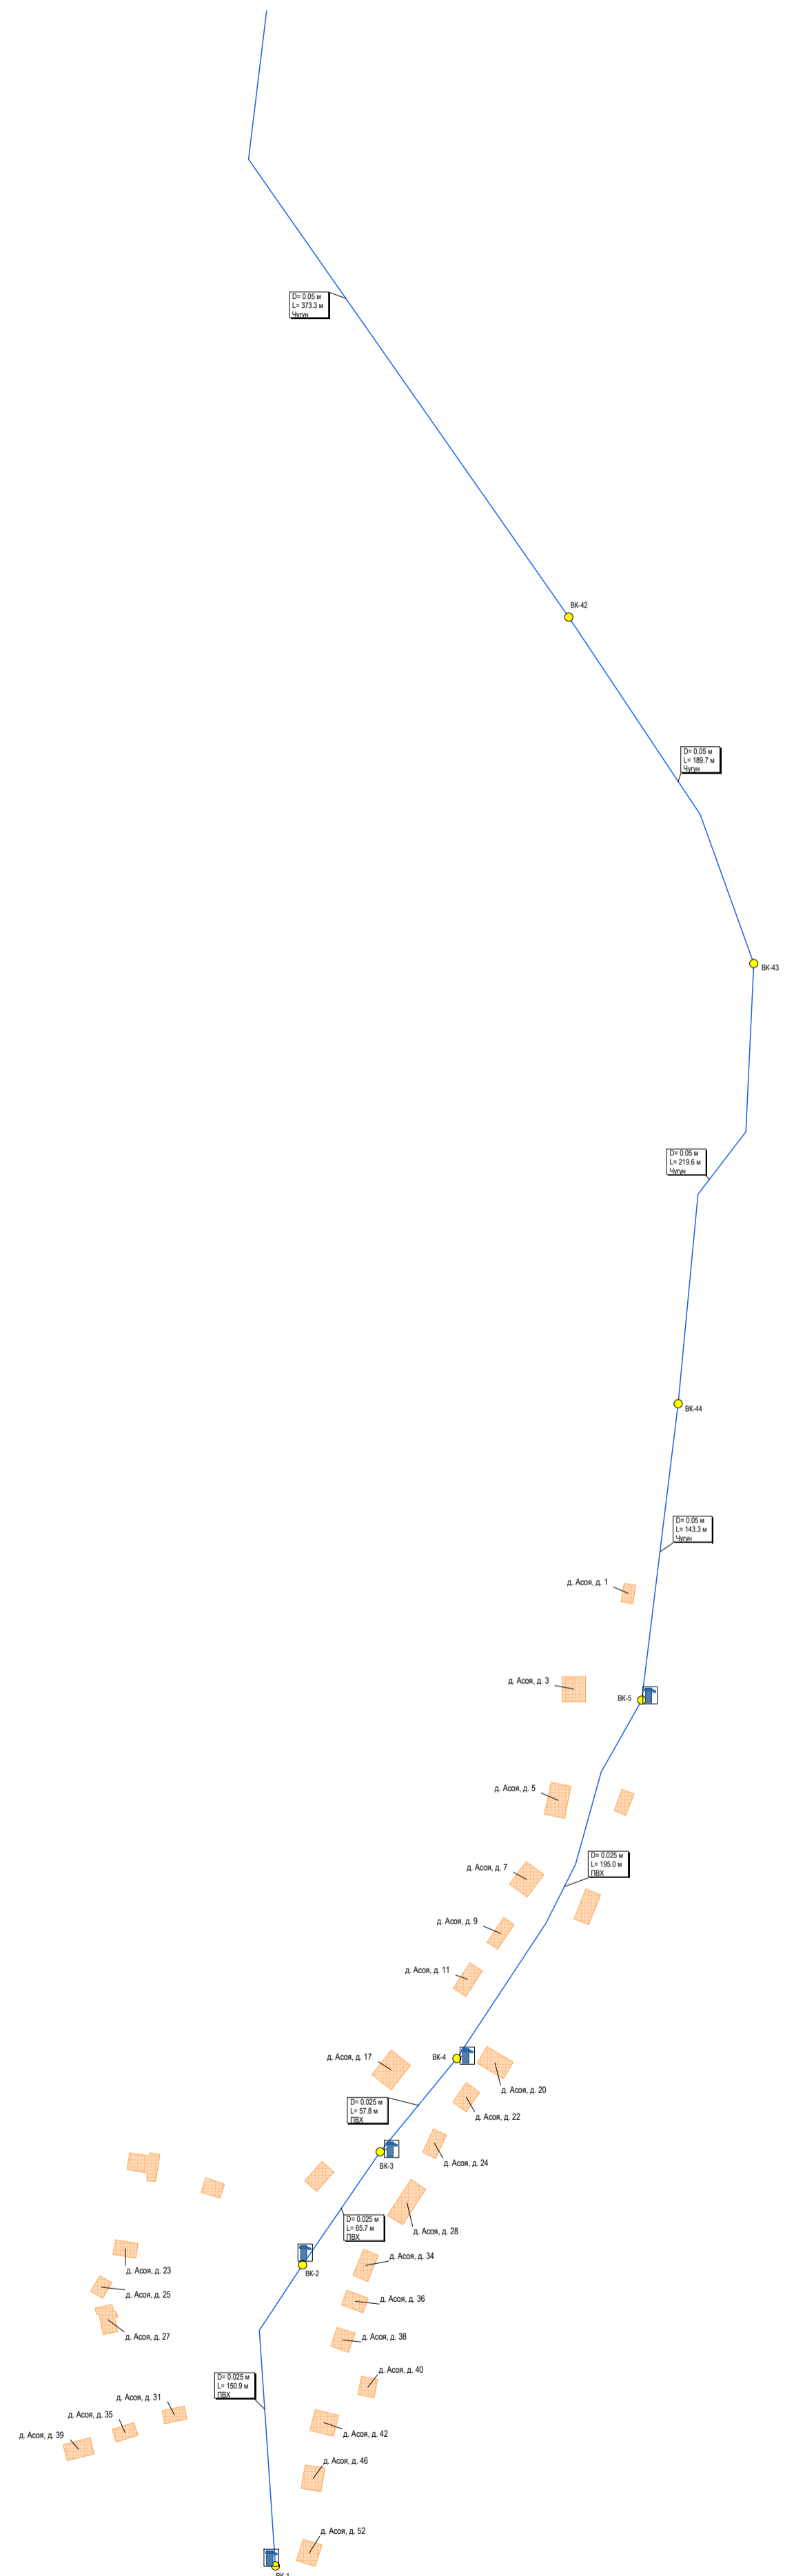 D= 0.05 м
L= 373.3 м
Чугун
ВК-42
D= 0.05 м
L= 189.7 м
Чугун
ВК-43
D= 0.05 м
L= 219.6 м
Чугун
ВК-44
D= 0.05 м
L= 143.3 м
Чугун
д. Асоя, д. 1
д. Асоя, д. 3
ВК-5
д. Асоя, д. 5
D= 0.025 м
L= 195.0 м
ПВХ
д. Асоя, д. 7
д. Асоя, д. 9
д. Асоя, д. 11
д. Асоя, д. 17
ВК-4
д. Асоя, д. 20
D= 0.025 м
L= 57.8 м
ПВХ
д. Асоя, д. 22
д. Асоя, д. 24
ВК-3
D= 0.025 м
L= 65.7 м
ПВХ
д. Асоя, д. 28
д. Асоя, д. 34
д. Асоя, д. 23
ВК-2
д. Асоя, д. 25
д. Асоя, д. 36
д. Асоя, д. 27
д. Асоя, д. 38
д. Асоя, д. 40
D= 0.025 м
L= 150.9 м
ПВХ
д. Асоя, д. 31
д. Асоя, д. 35
д. Асоя, д. 39
д. Асоя, д. 42
д. Асоя, д. 46
д. Асоя, д. 52